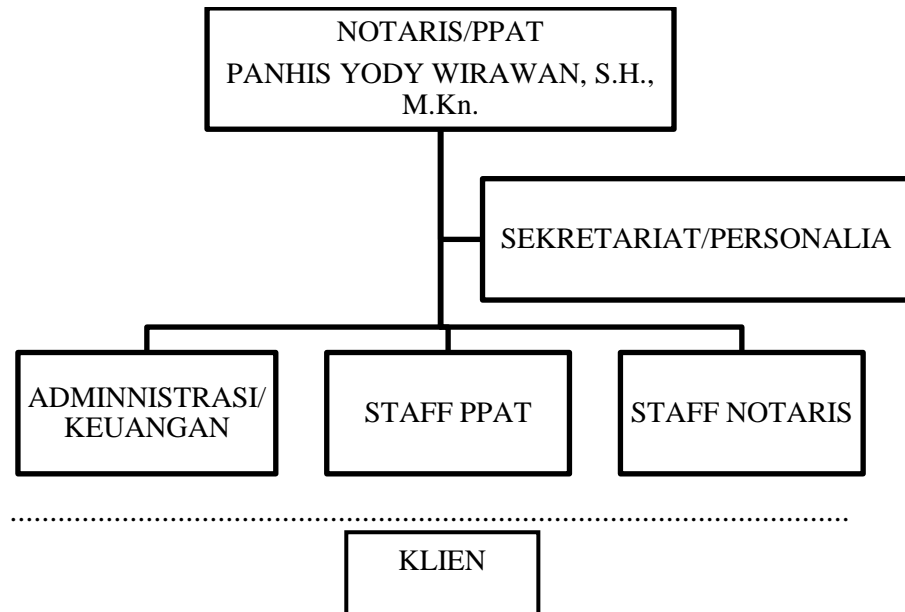 NOTARIS/PPAT
PANHIS YODY WIRAWAN, S.H.,
M.Kn.
SEKRETARIAT/PERSONALIA
ADMINNISTRASI/
KEUANGAN
STAFF PPAT
STAFF NOTARIS
KLIEN